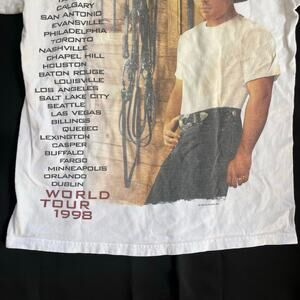 CALGARY
SAN ANTONIO
EVANSVILLE
PHILADELPHIA
TORONTO
NASHVILLE
CHAPEL HILL
HOUSTON
BATON ROUGE
LOUISVILLE
LOS ANGELES
SALT LAKE CITY
SEATTLE
LAS VEGAS
BILLINGS
QUEBEC
LEXINGTON
CASPER
BUFFALO
FARGO
MINNEAPOLIS
ORLANDO
DUBLIN
WORLD
TOUR
1998